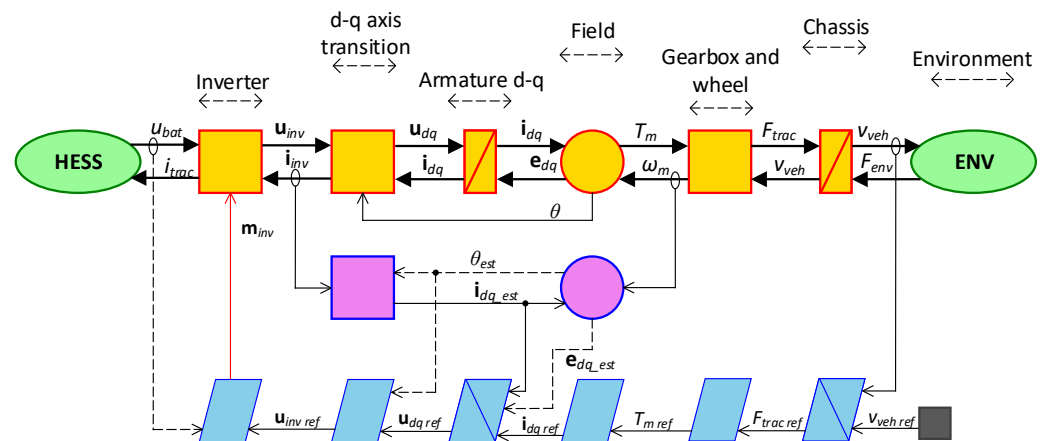 d-q axis
transition
Field
Chassis
Inverter
Armature d-q
Gearbox and
wheel
Environment
HESS
u_bat
i_trac
u_inv
i_inv
u_dq
i_dq
i_dq
e_dq
T_m
ω_m
F_trac
v_veh
v_veh
F_env
ENV
θ
m_inv
θ_est
i_dq_est
e_dq_est
u_inv ref
u_dq ref
i_dq ref
T_m ref
F_trac ref
v_veh ref